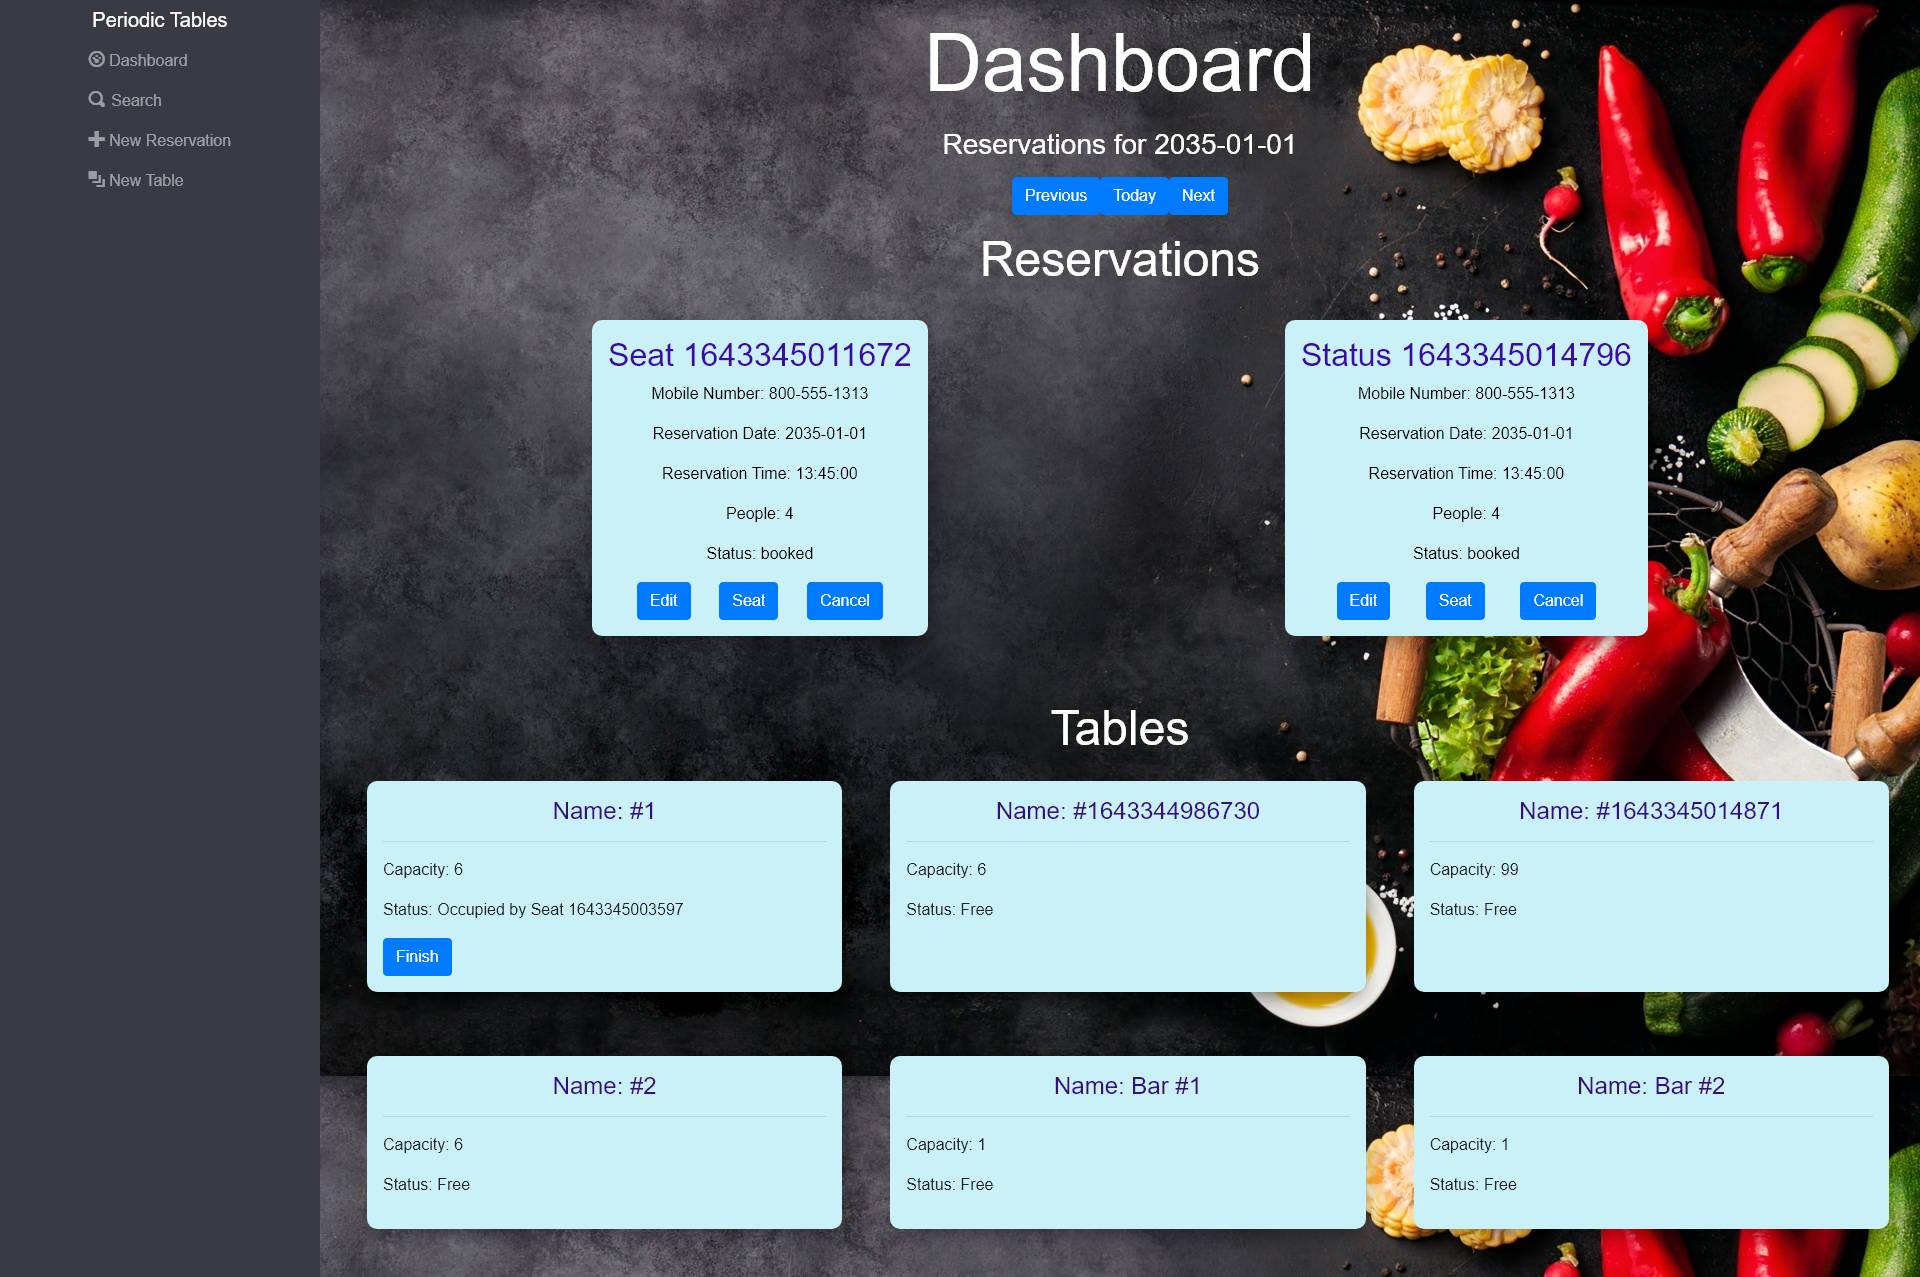 Periodic Tables
Dashboard
Search
New Reservation
New Table
Dashboard
Reservations for 2035-01-01
Previous Today Next
Reservations
Seat 1643345011672
Mobile Number: 800-555-1313
Reservation Date: 2035-01-01
Reservation Time: 13:45:00
People: 4
Status: booked
Edit Seat Cancel
Status 1643345014796
Mobile Number: 800-555-1313
Reservation Date: 2035-01-01
Reservation Time: 13:45:00
People: 4
Status: booked
Edit Seat Cancel
Tables
Name: #1
Capacity: 6
Status: Occupied by Seat 1643345003597
Finish
Name: #1643344986730
Capacity: 6
Status: Free
Name: #1643345014871
Capacity: 99
Status: Free
Name: #2
Capacity: 6
Status: Free
Name: Bar #1
Capacity: 1
Status: Free
Name: Bar #2
Capacity: 1
Status: Free